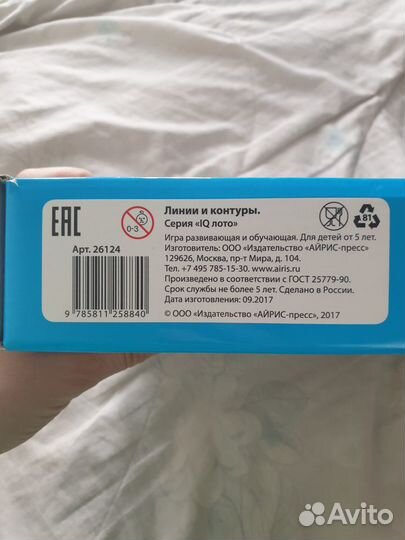 EAC
0-3
81
Арт. 26124
9 785811 258840
Линии и контуры.
Серия «IQ лото»
Игра развивающая и обучающая. Для детей от 5 лет.
Изготовитель: ООО «Издательство «АЙРИС-пресс»
129626, Москва, пр-т Мира, д. 104.
Тел. +7 495 785-15-30. www.airis.ru
Произведено в соответствии с ГОСТ 25779-90.
Срок службы не более 5 лет. Сделано в России.
Дата изготовления: 09.2017
© ООО «Издательство «АЙРИС-пресс», 2017
Avito